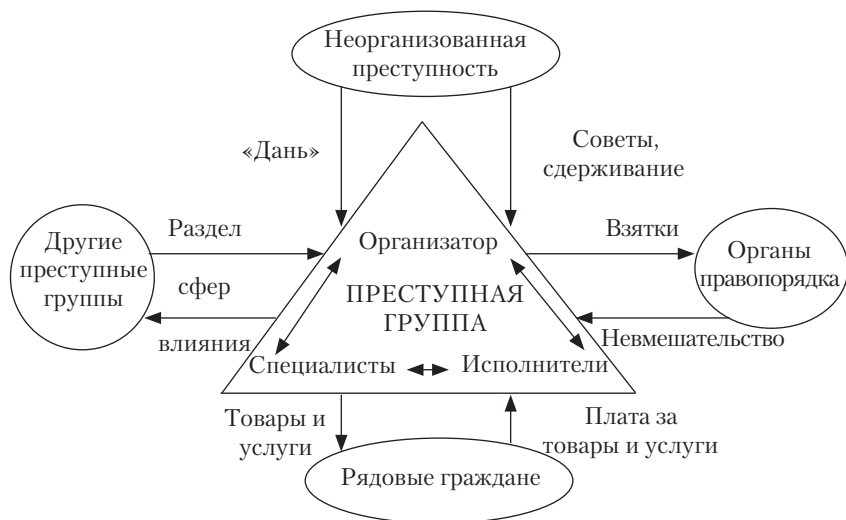 Неорганизованная
преступность
«Дань»
Советы,
сдерживание
Другие
преступные
группы
Раздел
сфер
влияния
Организатор
ПРЕСТУПНАЯ
ГРУППА
Специалисты
Исполнители
Взятки
Невмешательство
Органы
правопорядка
Товары и
услуги
Плата за
товары и услуги
Рядовые граждане